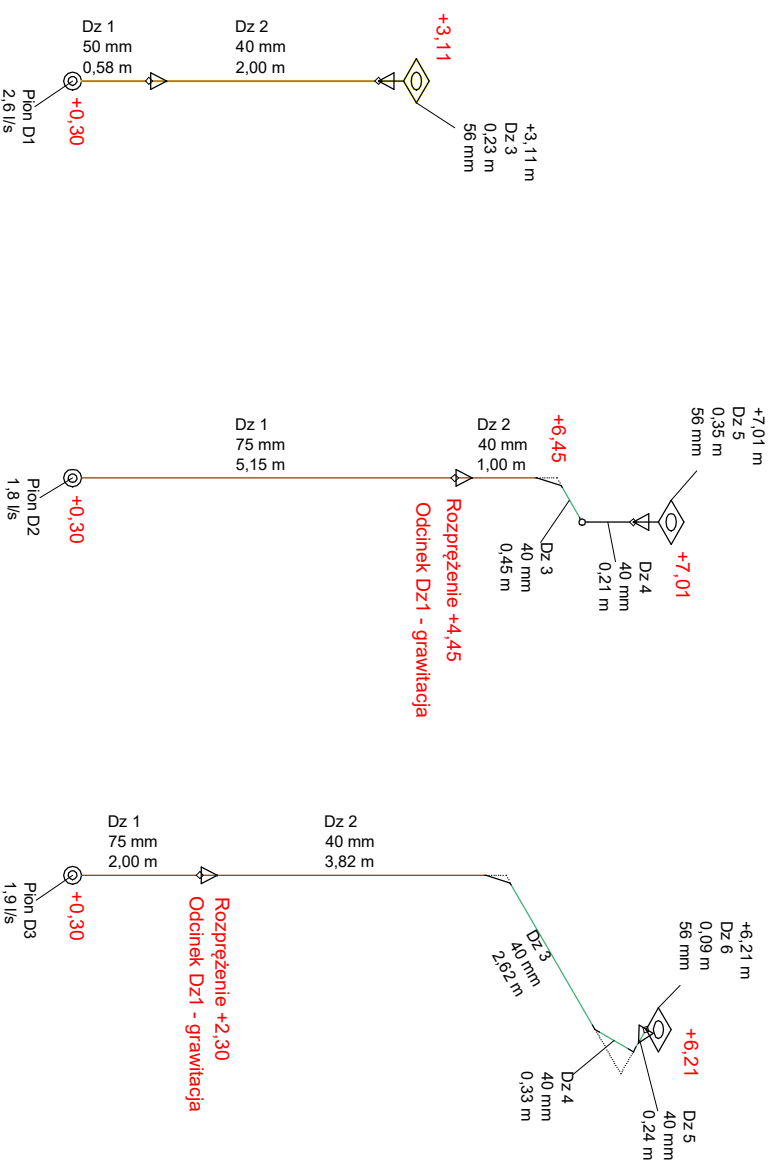 Dz 1
50 mm
0,58 m
Dz 2
40 mm
2,00 m
+3,11
+3,11 m
Dz 3
0,23 m
56 mm
+0,30
Pion D1
2,6 l/s
Dz 1
75 mm
5,15 m
Dz 2
40 mm
1,00 m
+6,45
+7,01 m
Dz 5
0,35 m
56 mm
+7,01
Dz 4
40 mm
0,21 m
Dz 3
40 mm
0,45 m
Rozprężenie +4,45
Odcinek Dz1 - grawitacja
+0,30
Pion D2
1,8 l/s
Dz 1
75 mm
2,00 m
Dz 2
40 mm
3,82 m
Dz 3
40 mm
2,62 m
+6,21 m
Dz 6
0,09 m
56 mm
+6,21
Dz 5
40 mm
0,24 m
Dz 4
40 mm
0,33 m
Rozprężenie +2,30
Odcinek Dz1 - grawitacja
+0,30
Pion D3
1,9 l/s